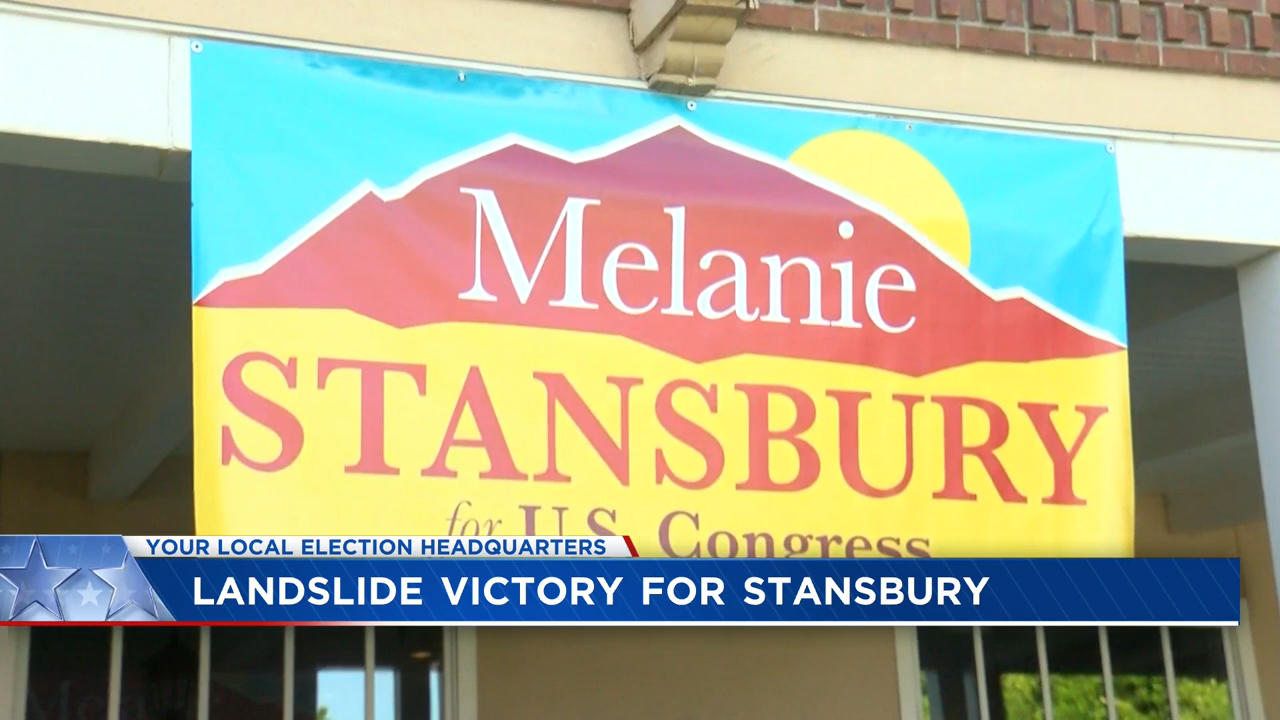 Melanie
STANSBURY
for U.S. Congress
YOUR LOCAL ELECTION HEADQUARTERS
LANDSLIDE VICTORY FOR STANSBURY